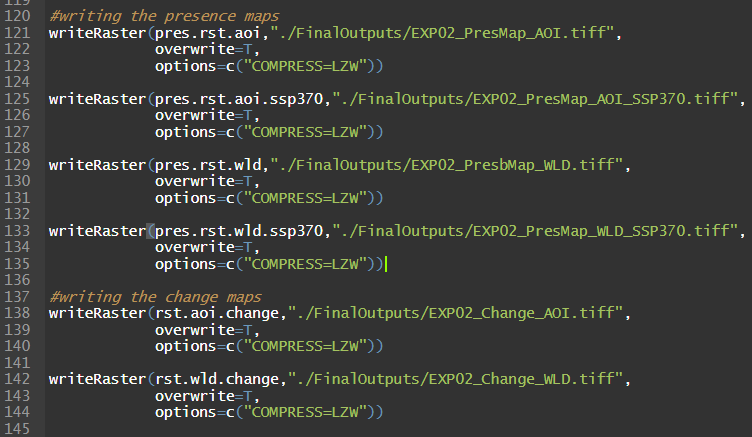 119
120 #writing the presence maps
121 writeRaster(pres.rst.aoi,"./FinalOutputs/EXP02_PresMap_AOI.tiff",
122             overwrite=T,
123             options=c("COMPRESS=LZW"))
124
125 writeRaster(pres.rst.aoi.ssp370,"./FinalOutputs/EXP02_PresMap_AOI_SSP370.tiff",
126             overwrite=T,
127             options=c("COMPRESS=LZW"))
128
129 writeRaster(pres.rst.wld,"./FinalOutputs/EXP02_PresbMap_WLD.tiff",
130             overwrite=T,
131             options=c("COMPRESS=LZW"))
132
133 writeRaster(pres.rst.wld.ssp370,"./FinalOutputs/EXP02_PresMap_WLD_SSP370.tiff",
134             overwrite=T,
135             options=c("COMPRESS=LZW"))
136
137 #writing the change maps
138 writeRaster(rst.aoi.change,"./FinalOutputs/EXP02_Change_AOI.tiff",
139             overwrite=T,
140             options=c("COMPRESS=LZW"))
141
142 writeRaster(rst.wld.change,"./FinalOutputs/EXP02_Change_WLD.tiff",
143             overwrite=T,
144             options=c("COMPRESS=LZW"))
145